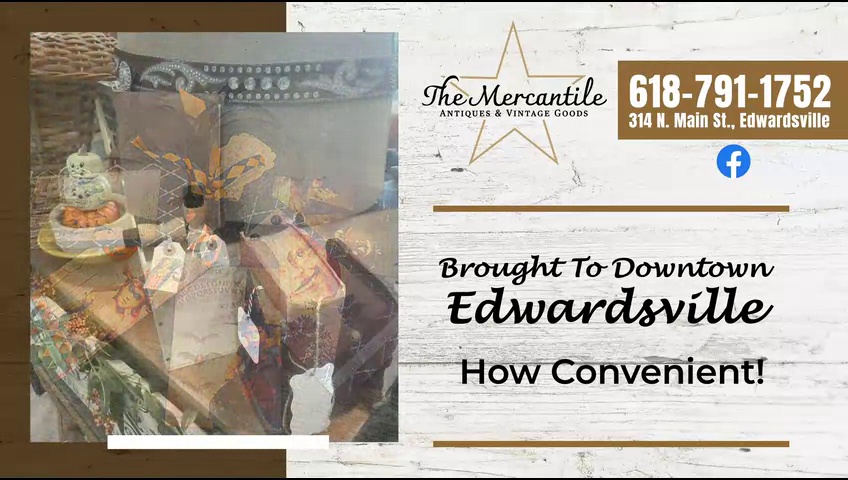 The Mercantile
ANTIQUES & VINTAGE GOODS
618-791-1752
314 N. Main St., Edwardsville
Brought To Downtown
Edwardsville
How Convenient!